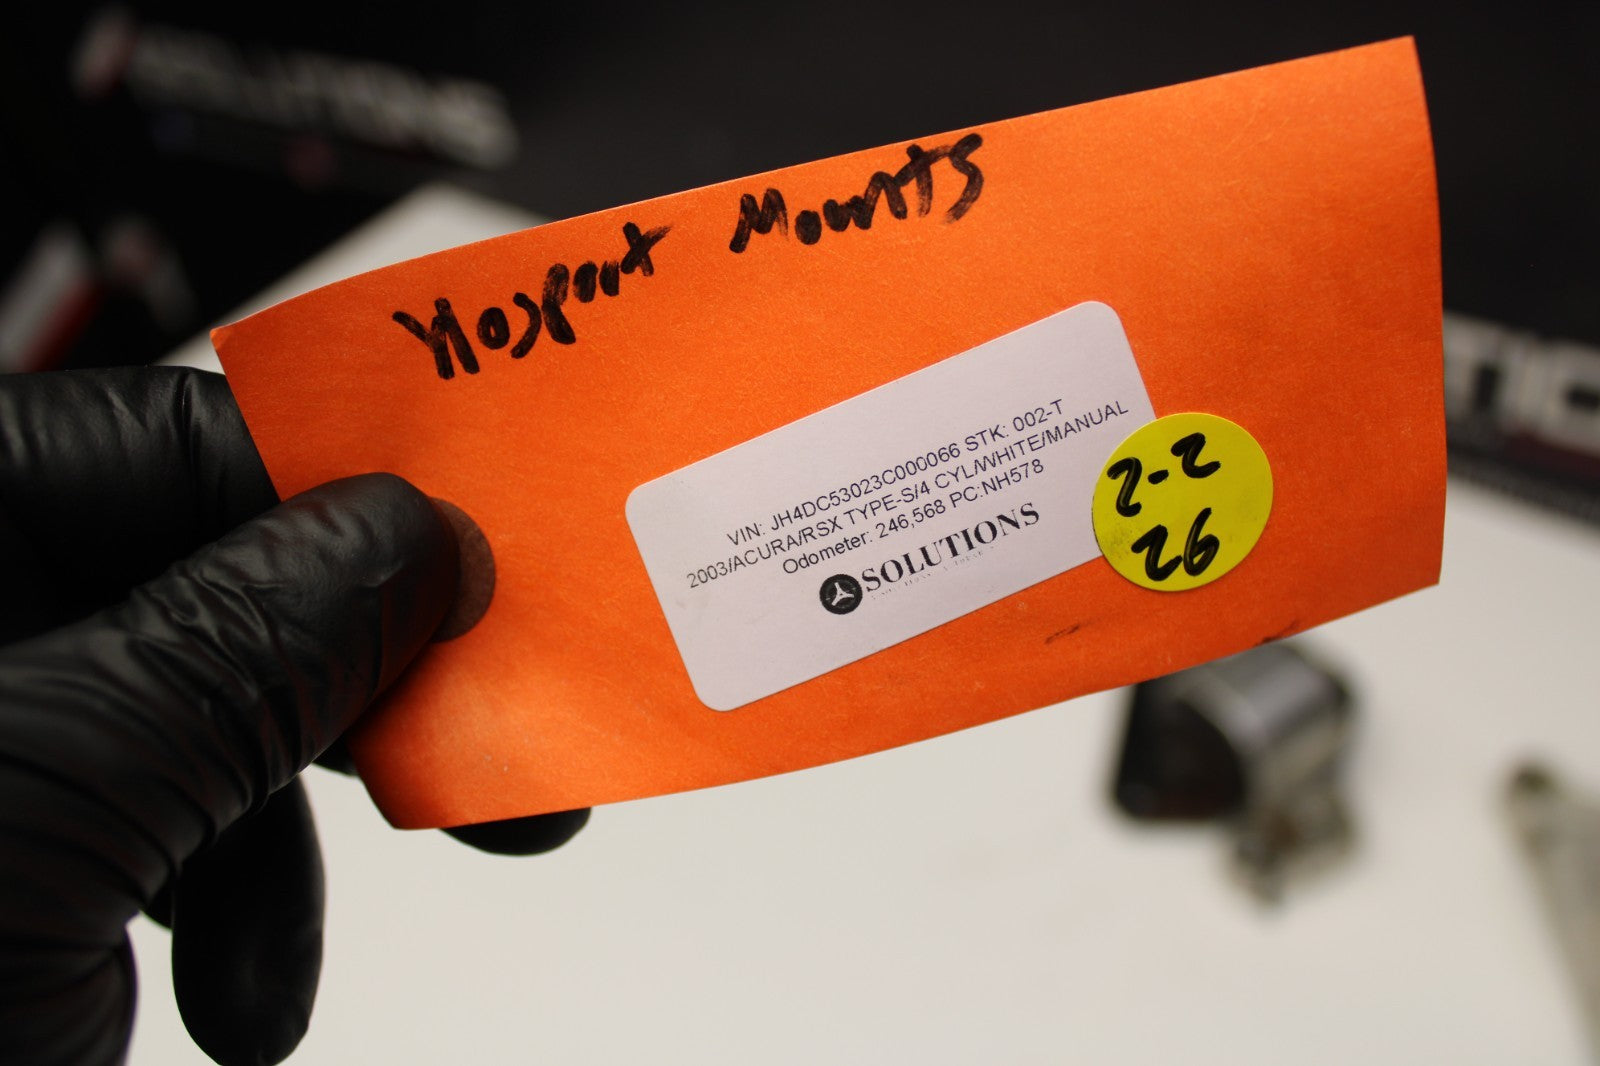 Hasport Mounts
VIN: JH4DC53023C000066 STK: 002-T
2003/ACURA/RSX TYPE-S/4 CYL/WHITE/MANUAL
Odometer: 246,568 PC:NH578
SOLUTIONS
2-2
26
SOLUTIONS